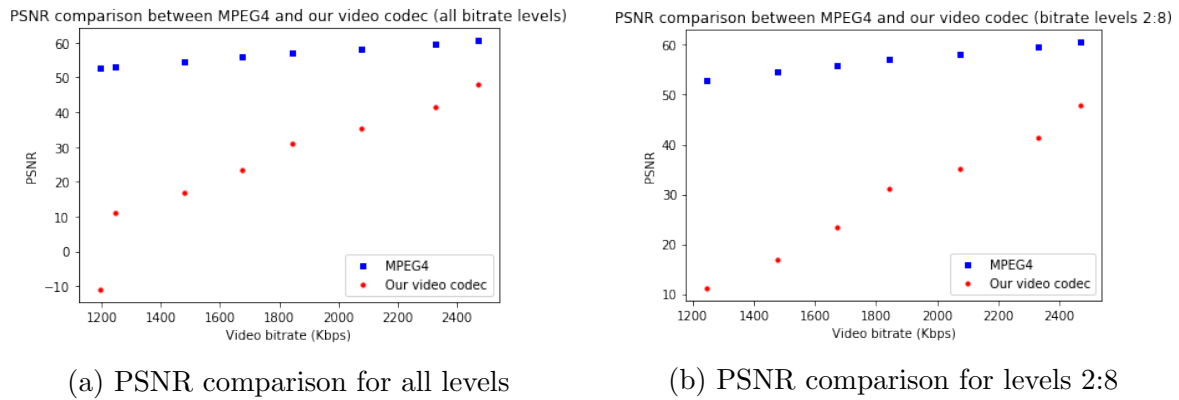 PSNR comparison between MPEG4 and our video codec (all bitrate levels)
60
50
40
30
20
10
0
−10
PSNR
MPEG4
Our video codec
1200 1400 1600 1800 2000 2200 2400
Video bitrate (Kbps)
(a) PSNR comparison for all levels
PSNR comparison between MPEG4 and our video codec (bitrate levels 2:8)
60
50
40
30
20
10
PSNR
MPEG4
Our video codec
1200 1400 1600 1800 2000 2200 2400
Video bitrate (Kbps)
(b) PSNR comparison for levels 2:8